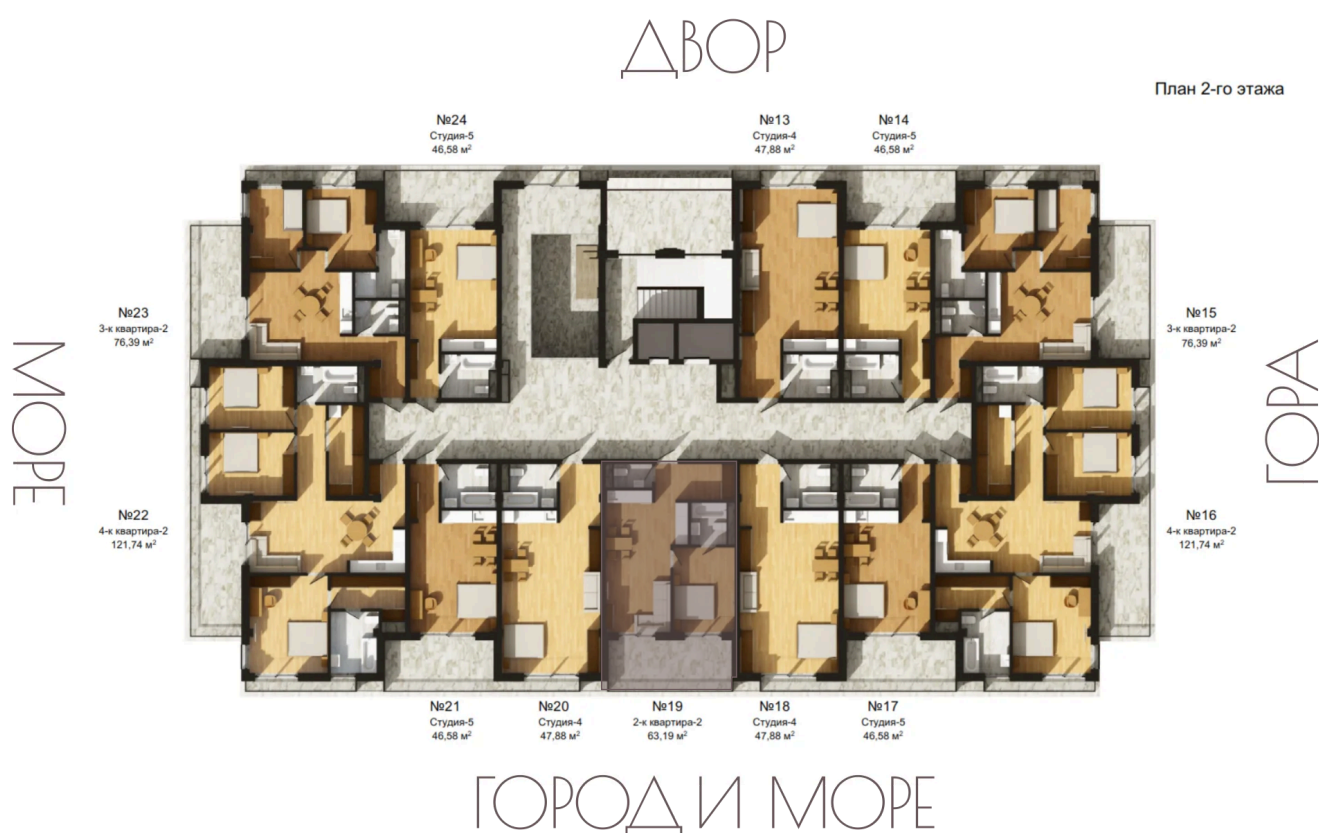 ДВОР
План 2-го этажа
№24
Студия-5
46,58 м²
№13
Студия-4
47,88 м²
№14
Студия-5
46,58 м²
№23
3-к квартира-2
76,39 м²
№15
3-к квартира-2
76,39 м²
МОРЕ
ГОРА
№22
4-к квартира-2
121,74 м²
№16
4-к квартира-2
121,74 м²
№21
Студия-5
46,58 м²
№20
Студия-4
47,88 м²
№19
2-к квартира-2
63,19 м²
№18
Студия-4
47,88 м²
№17
Студия-5
46,58 м²
ГОРОД И МОРЕ